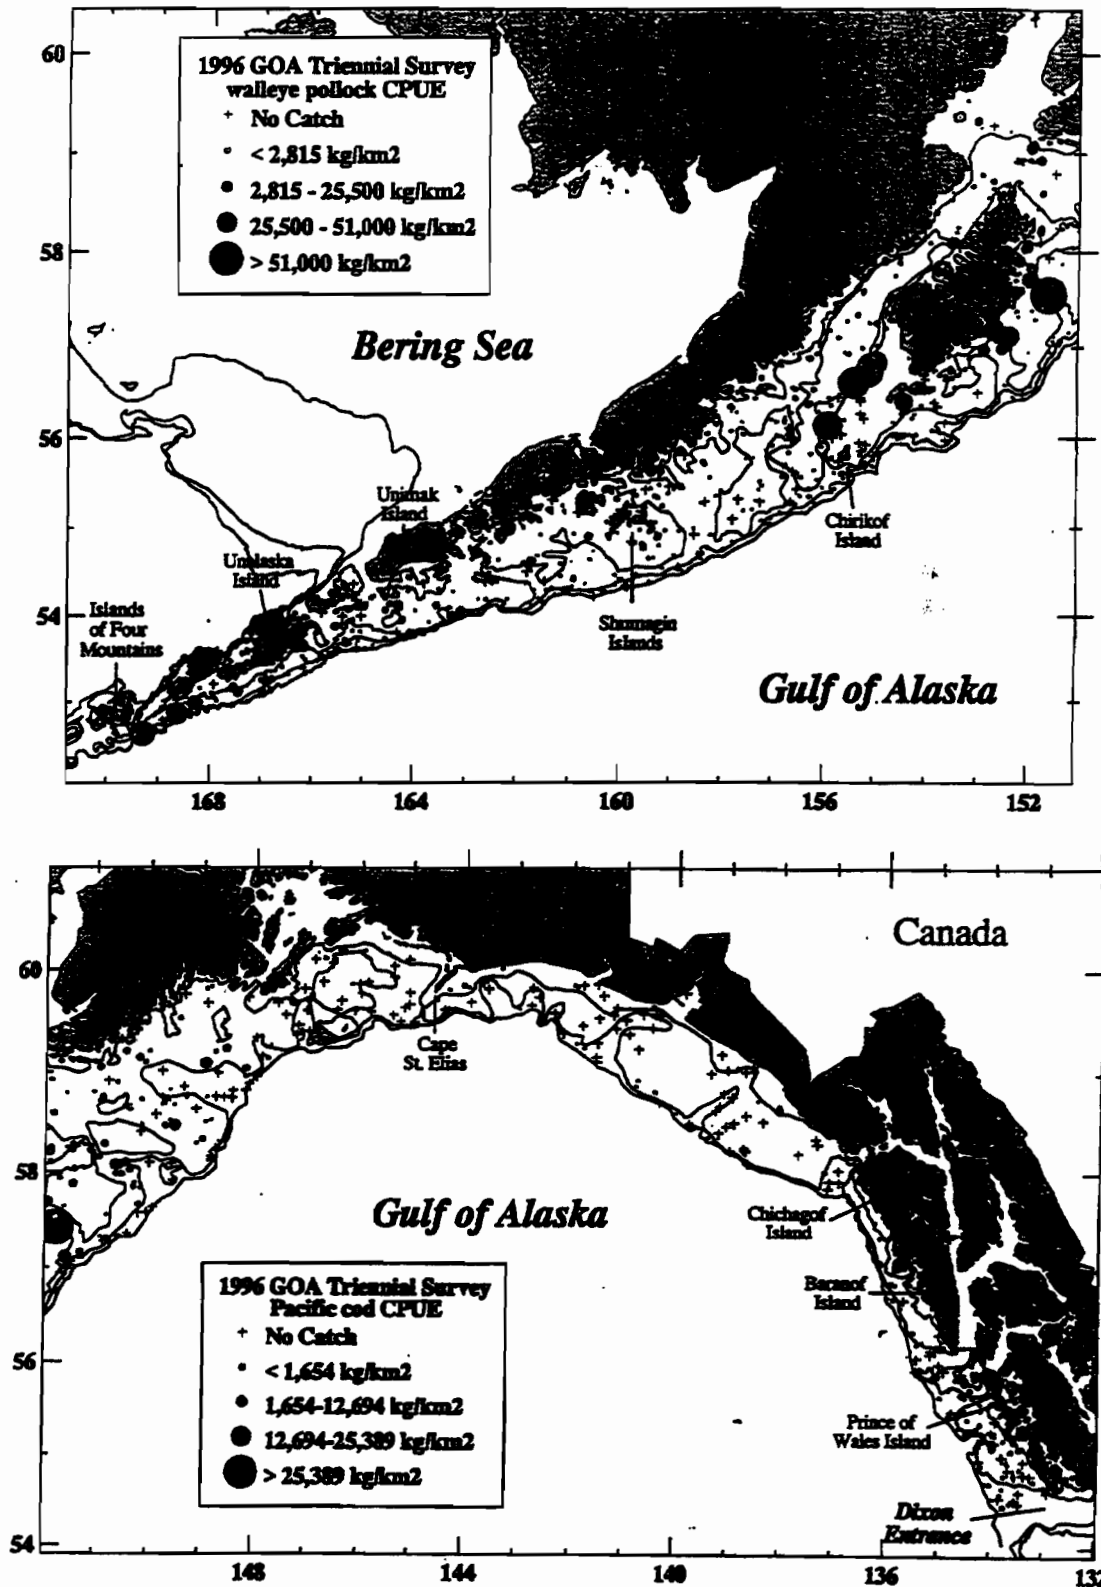 60
1996 GOA Triennial Survey
walleye pollock CPUE
+ No Catch
< 2,815 kg/km2
2,815 - 25,500 kg/km2
25,500 - 51,000 kg/km2
> 51,000 kg/km2
58
Bering Sea
56
Unimak
Island
Chirikof
Island
Unalaska
Island
54
Islands
of Four
Mountains
Shumagin
Islands
Gulf of Alaska
168
164
160
156
152
Canada
60
Cape
St. Elias
58
Gulf of Alaska
Chichagof
Island
1996 GOA Triennial Survey
Pacific cod CPUE
+ No Catch
< 1,654 kg/km2
1,654-12,694 kg/km2
12,694-25,389 kg/km2
> 25,389 kg/km2
Baranof
Island
56
Prince of
Wales Island
Dixon
Entrance
54
148
144
140
136
132